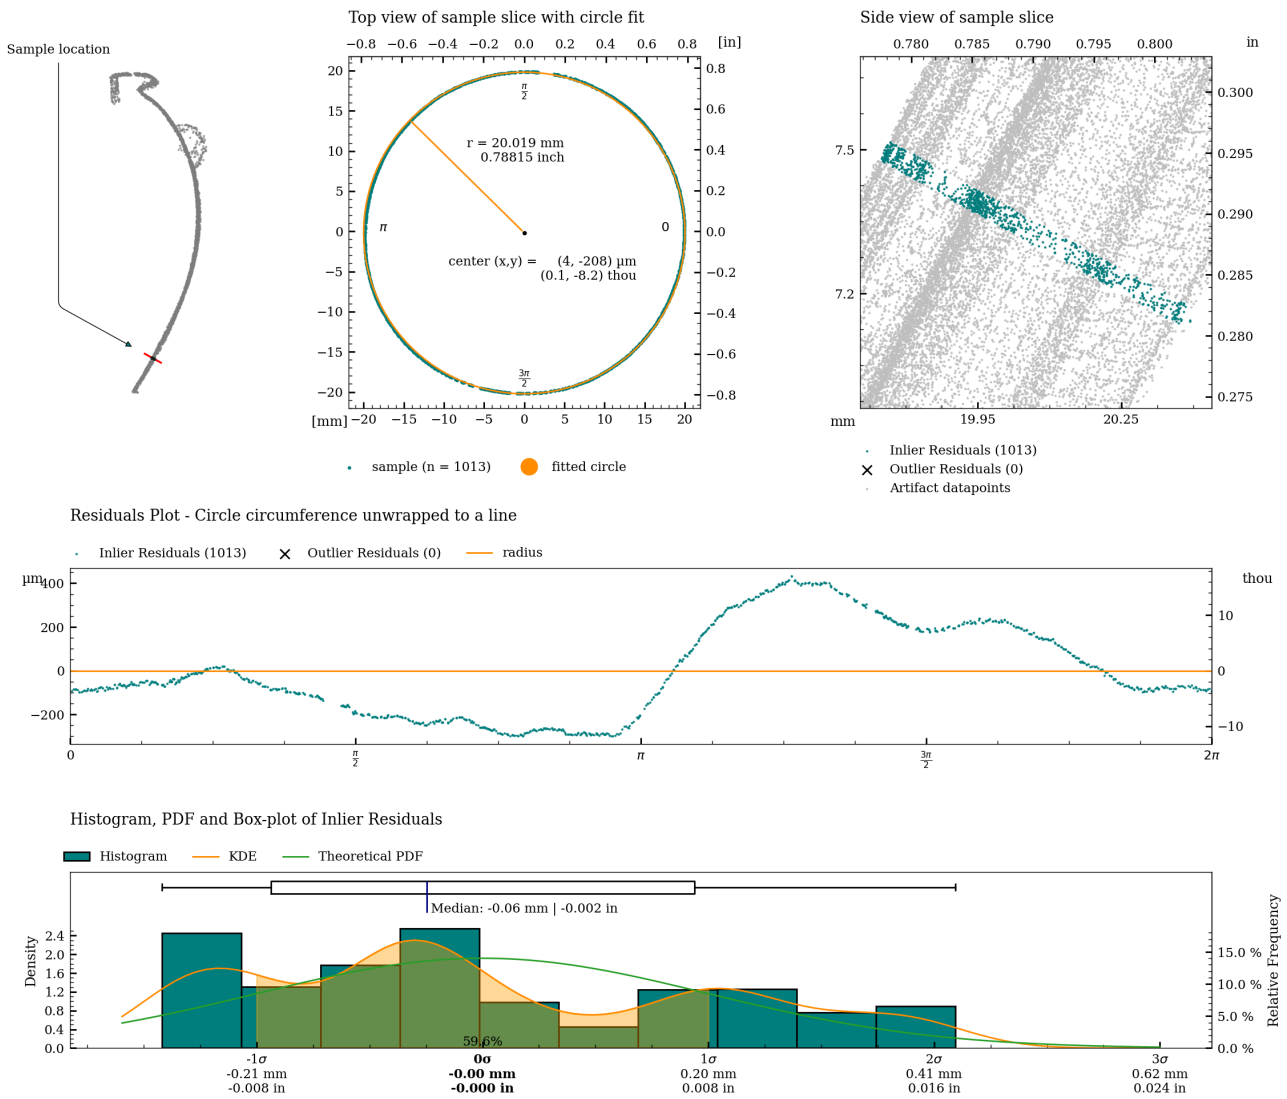 Sample location
Top view of sample slice with circle fit
−0.8 −0.6 −0.4 −0.2 0.0 0.2 0.4 0.6 0.8 [in]
20
15
10
5
0
−5
−10
−15
−20
0.8
0.6
0.4
0.2
0.0
−0.2
−0.4
−0.6
−0.8
π/2
r = 20.019 mm
0.78815 inch
π
0
center (x,y) = (4, -208) µm
(0.1, -8.2) thou
3π/2
[mm] −20 −15 −10 −5 0 5 10 15 20
sample (n = 1013)
fitted circle
Side view of sample slice
0.780 0.785 0.790 0.795 0.800 in
7.5
7.2
0.300
0.295
0.290
0.285
0.280
0.275
mm 19.95 20.25
Inlier Residuals (1013)
Outlier Residuals (0)
Artifact datapoints
Residuals Plot - Circle circumference unwrapped to a line
Inlier Residuals (1013) Outlier Residuals (0) radius
µm
thou
400
200
0
−200
10
0
−10
0 π/2 π 3π/2 2π
Histogram, PDF and Box-plot of Inlier Residuals
Histogram KDE Theoretical PDF
Median: -0.06 mm | -0.002 in
Density
2.4
2.0
1.6
1.2
0.8
0.4
0.0
Relative Frequency
15.0 %
10.0 %
5.0 %
0.0 %
59.6%
-1σ 0σ 1σ 2σ 3σ
-0.21 mm -0.00 mm 0.20 mm 0.41 mm 0.62 mm
-0.008 in -0.000 in 0.008 in 0.016 in 0.024 in